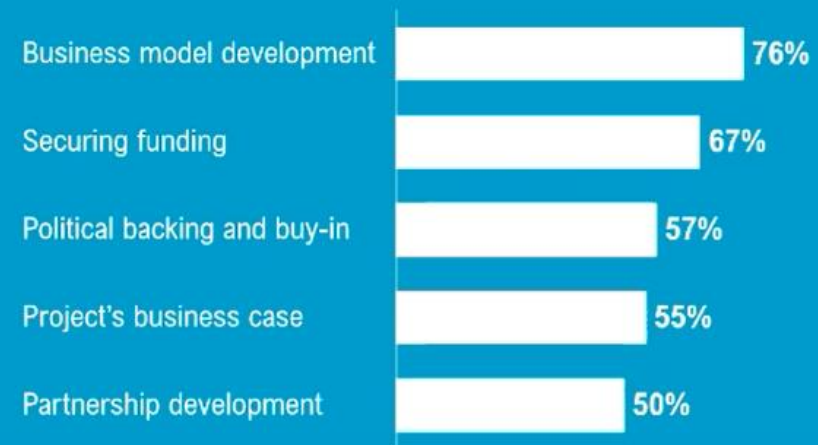 Business model development 76%
Securing funding 67%
Political backing and buy-in 57%
Project's business case 55%
Partnership development 50%